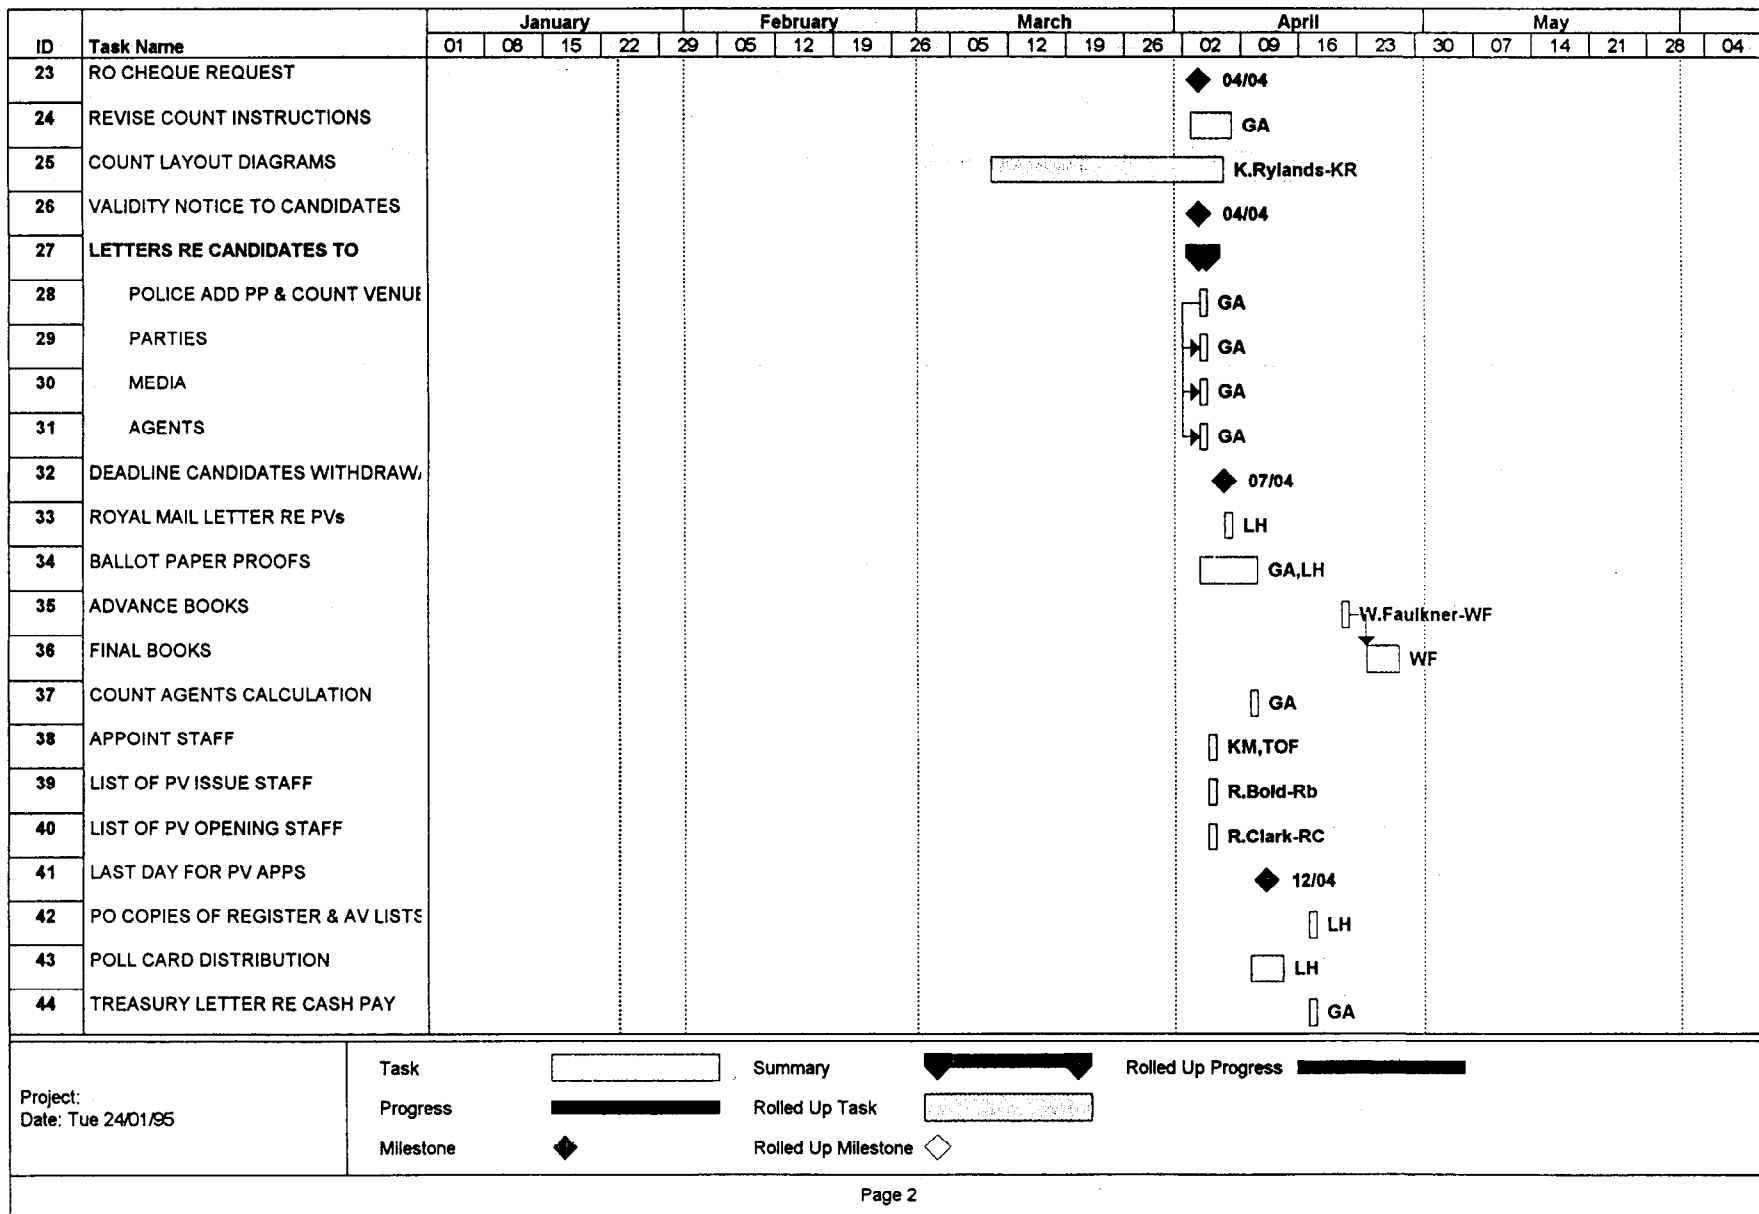 January February March April May
ID Task Name 01 08 15 22 29 05 12 19 26 05 12 19 26 02 09 16 23 30 07 14 21 28 04
23 RO CHEQUE REQUEST 04/04
24 REVISE COUNT INSTRUCTIONS GA
25 COUNT LAYOUT DIAGRAMS K.Rylands-KR
26 VALIDITY NOTICE TO CANDIDATES 04/04
27 LETTERS RE CANDIDATES TO
28 POLICE ADD PP & COUNT VENUE GA
29 PARTIES GA
30 MEDIA GA
31 AGENTS GA
32 DEADLINE CANDIDATES WITHDRAWA 07/04
33 ROYAL MAIL LETTER RE PVs LH
34 BALLOT PAPER PROOFS GA,LH
35 ADVANCE BOOKS W.Faulkner-WF
36 FINAL BOOKS WF
37 COUNT AGENTS CALCULATION GA
38 APPOINT STAFF KM,TOF
39 LIST OF PV ISSUE STAFF R.Bold-Rb
40 LIST OF PV OPENING STAFF R.Clark-RC
41 LAST DAY FOR PV APPS 12/04
42 PO COPIES OF REGISTER & AV LISTS LH
43 POLL CARD DISTRIBUTION LH
44 TREASURY LETTER RE CASH PAY GA
Project:
Date: Tue 24/01/95
Task Summary Rolled Up Progress
Progress Rolled Up Task
Milestone Rolled Up Milestone
Page 2